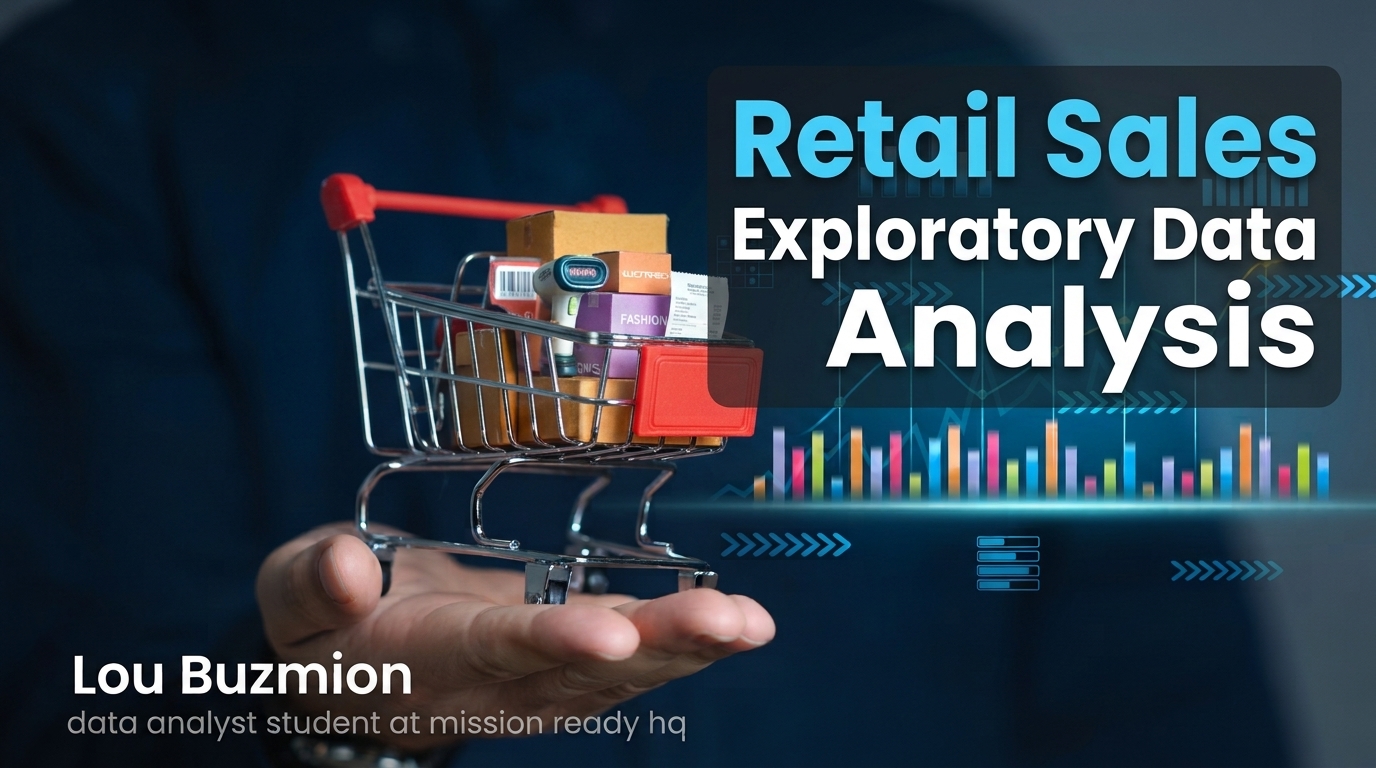 Retail Sales
Exploratory Data
Analysis
FASHION
Lou Buzmion
data analyst student at mission ready hq